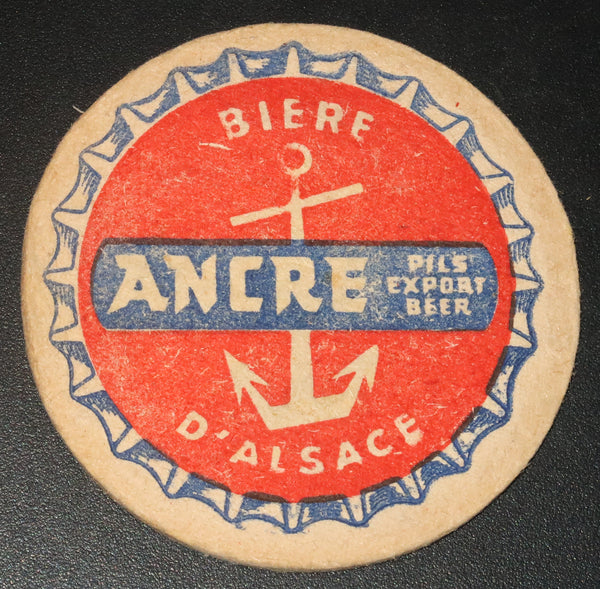 BIERE
ANCRE
PILS
EXPORT
BEER
D'ALSACE